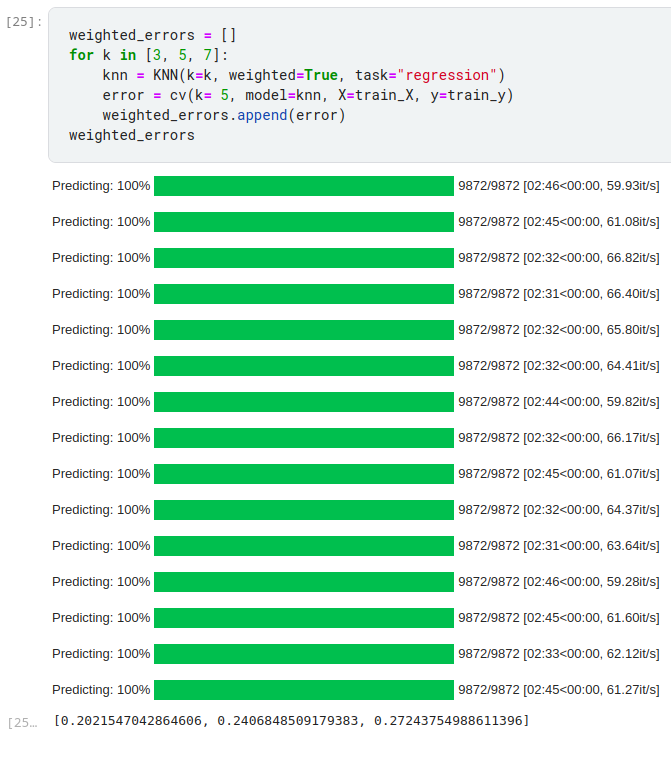 [25]:
weighted_errors = []
for k in [3, 5, 7]:
    knn = KNN(k=k, weighted=True, task="regression")
    error = cv(k= 5, model=knn, X=train_X, y=train_y)
    weighted_errors.append(error)
weighted_errors
Predicting: 100% 9872/9872 [02:46<00:00, 59.93it/s]
Predicting: 100% 9872/9872 [02:45<00:00, 61.08it/s]
Predicting: 100% 9872/9872 [02:32<00:00, 66.82it/s]
Predicting: 100% 9872/9872 [02:31<00:00, 66.40it/s]
Predicting: 100% 9872/9872 [02:32<00:00, 65.80it/s]
Predicting: 100% 9872/9872 [02:32<00:00, 64.41it/s]
Predicting: 100% 9872/9872 [02:44<00:00, 59.82it/s]
Predicting: 100% 9872/9872 [02:32<00:00, 66.17it/s]
Predicting: 100% 9872/9872 [02:45<00:00, 61.07it/s]
Predicting: 100% 9872/9872 [02:32<00:00, 64.37it/s]
Predicting: 100% 9872/9872 [02:31<00:00, 63.64it/s]
Predicting: 100% 9872/9872 [02:46<00:00, 59.28it/s]
Predicting: 100% 9872/9872 [02:45<00:00, 61.60it/s]
Predicting: 100% 9872/9872 [02:33<00:00, 62.12it/s]
Predicting: 100% 9872/9872 [02:45<00:00, 61.27it/s]
[25… [0.2021547042864606, 0.2406848509179383, 0.27243754988611396]